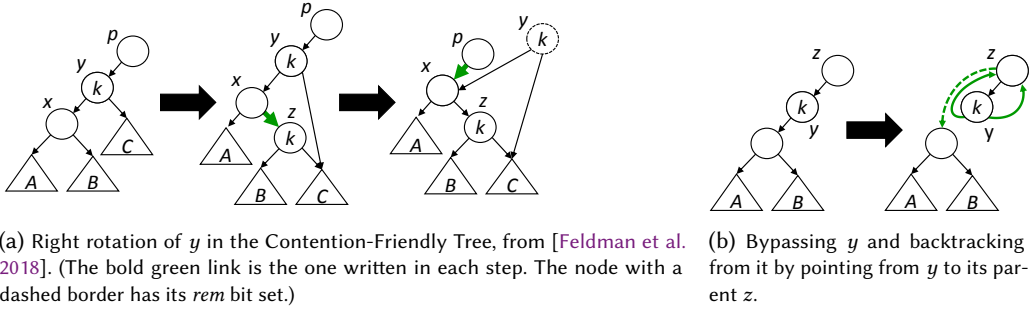 p
y
k
x
A
B
C
p
y
k
x
z
k
A
B
C
p
y
k
x
z
k
A
B
C
z
k
y
A
B
z
k
y
A
B
(a) Right rotation of y in the Contention-Friendly Tree, from [Feldman et al.
2018]. (The bold green link is the one written in each step. The node with a
dashed border has its rem bit set.)
(b) Bypassing y and backtracking
from it by pointing from y to its par-
ent z.